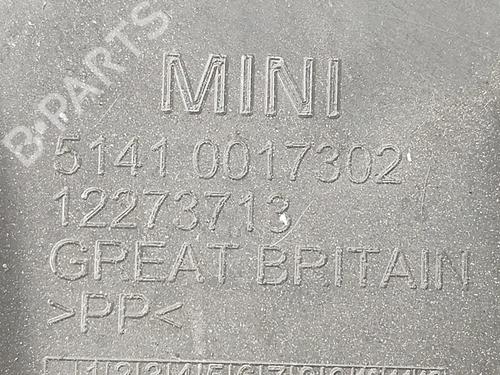 B-PARTS
MINI
5141 0017302
12273713
GREAT BRITAIN
>PP<